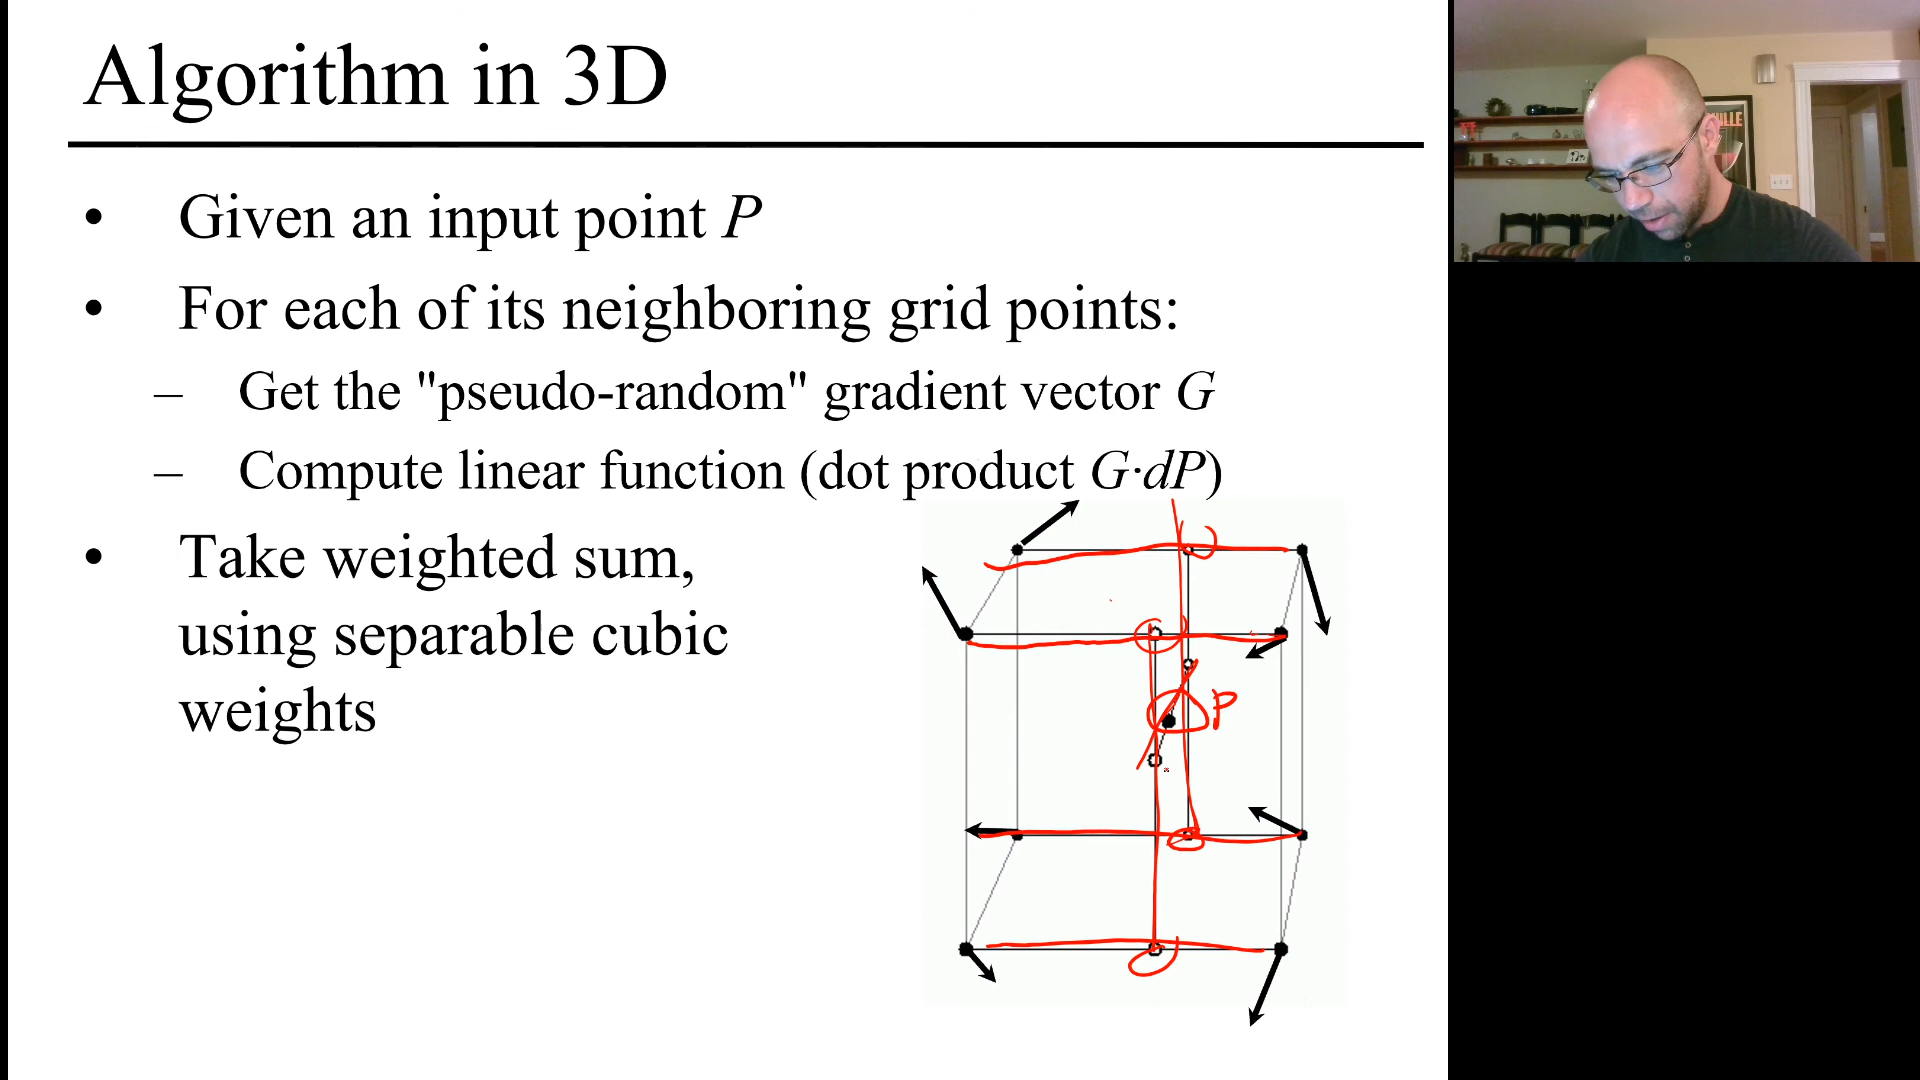 Algorithm in 3D
• Given an input point P
• For each of its neighboring grid points:
– Get the "pseudo-random" gradient vector G
– Compute linear function (dot product G·dP)
• Take weighted sum,
using separable cubic
weights
P